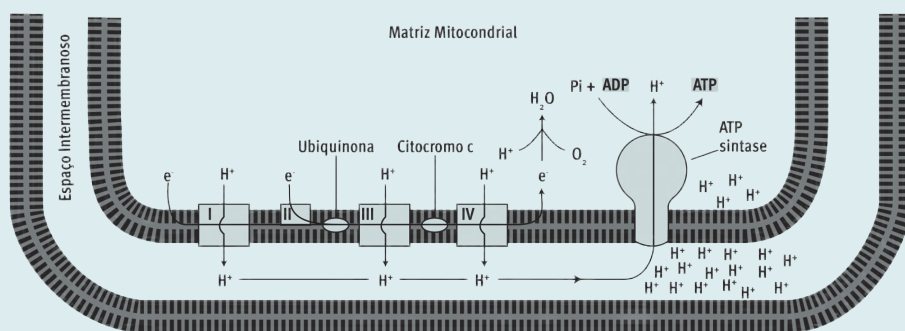 Matriz Mitocondrial
Espaço Intermembranoso
Pi + ADP H⁺ ATP
H₂O
ATP
sintase
Ubiquinona Citocromo c
H⁺ O₂
e⁻ H⁺ e⁻ H⁺ H⁺ e⁻
H⁺ H⁺
H⁺ H⁺
I II III IV
H⁺ H⁺ H⁺ H⁺
H⁺ H⁺ H⁺ H⁺ H⁺ H⁺ H⁺
H⁺ H⁺ H⁺ H⁺ H⁺